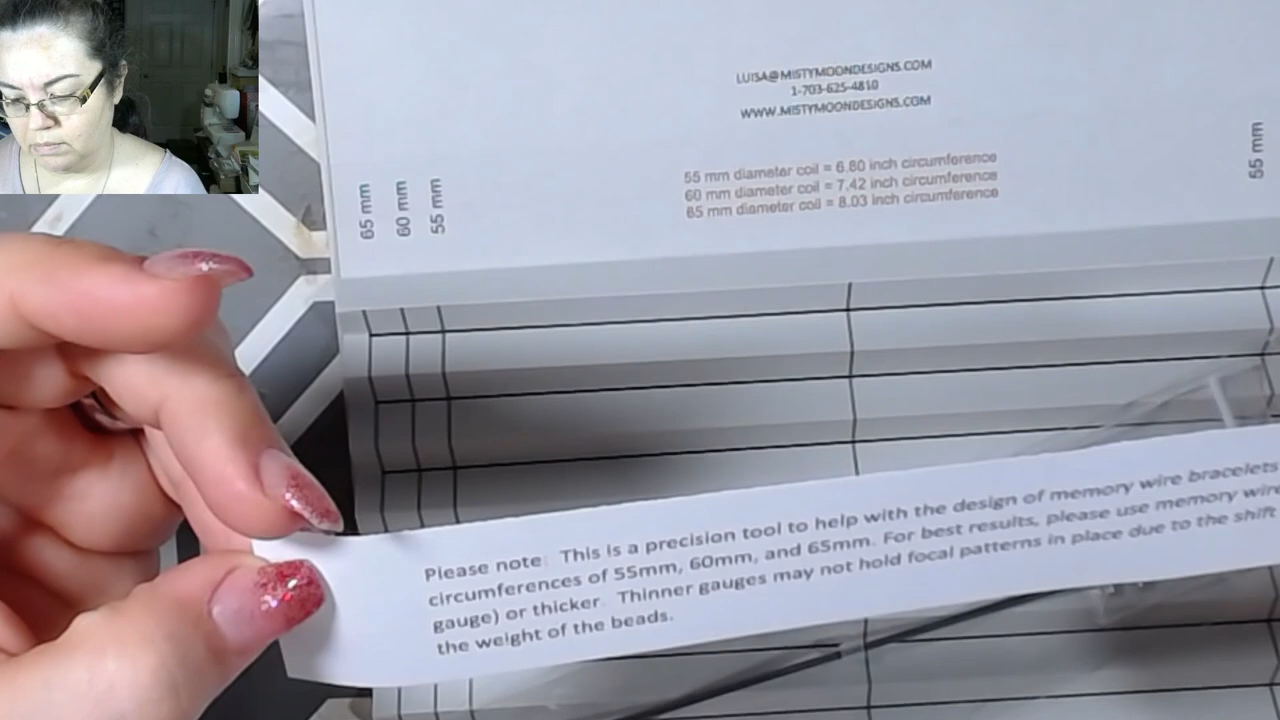 LUISA@MISTYMOONDESIGNS.COM
1-703-625-4810
WWW.MISTYMOONDESIGNS.COM
55 mm diameter coil = 6.80 inch circumference
60 mm diameter coil = 7.42 inch circumference
65 mm diameter coil = 8.03 inch circumference
65 mm
60 mm
55 mm
55 mm
Please note: This is a precision tool to help with the design of memory wire bracelets
circumferences of 55mm, 60mm, and 65mm. For best results, please use memory wire
gauge) or thicker. Thinner gauges may not hold focal patterns in place due to the shift
the weight of the beads.